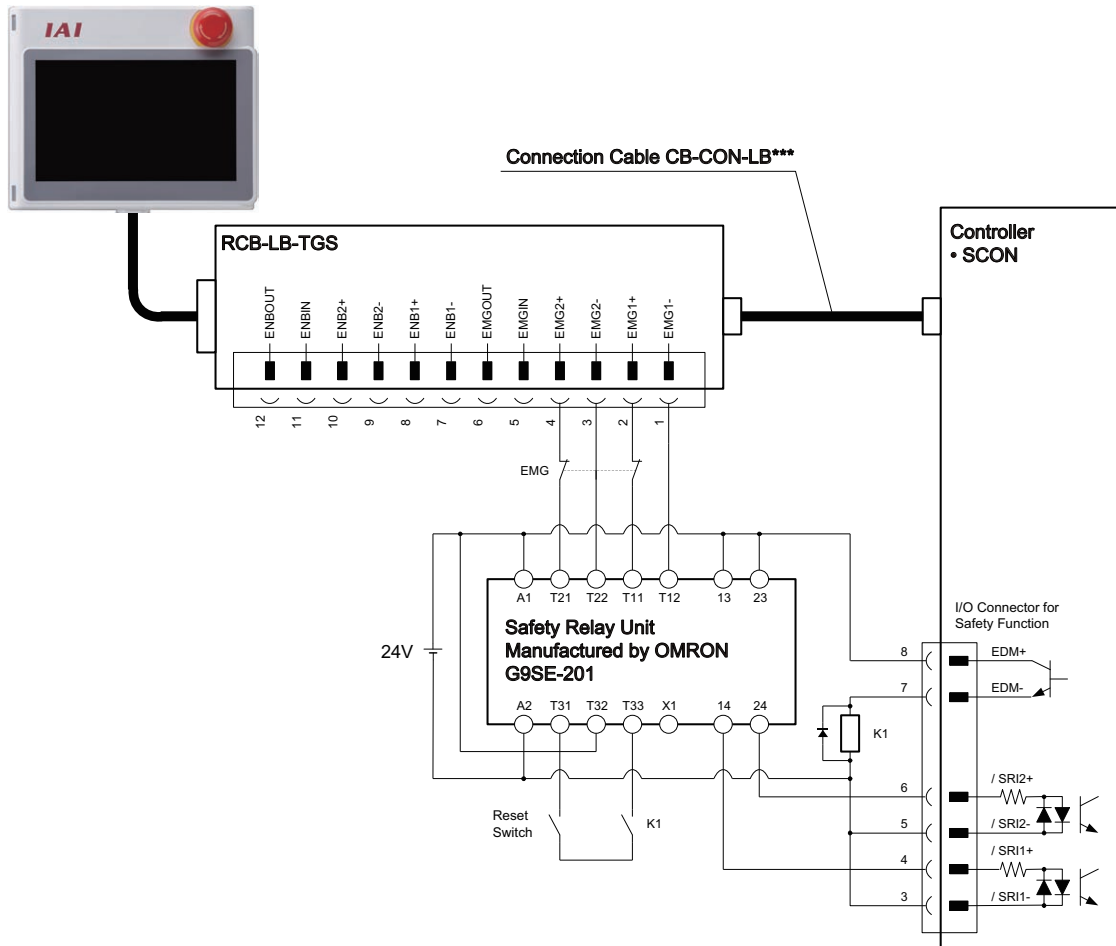 IAI
Connection Cable CB-CON-LB***
RCB-LB-TGS
Controller
• SCON
ENBOUT
ENBIN
ENB2+
ENB2-
ENB1+
ENB1-
EMGOUT
EMGIN
EMG2+
EMG2-
EMG1+
EMG1-
12
11
10
9
8
7
6
5
4
3
2
1
EMG
A1
T21
T22
T11
T12
13
23
Safety Relay Unit
Manufactured by OMRON
G9SE-201
24V
A2
T31
T32
T33
X1
14
24
I/O Connector for
Safety Function
8
EDM+
7
EDM-
K1
6
/ SRI2+
5
/ SRI2-
4
/ SRI1+
3
/ SRI1-
Reset
Switch
K1